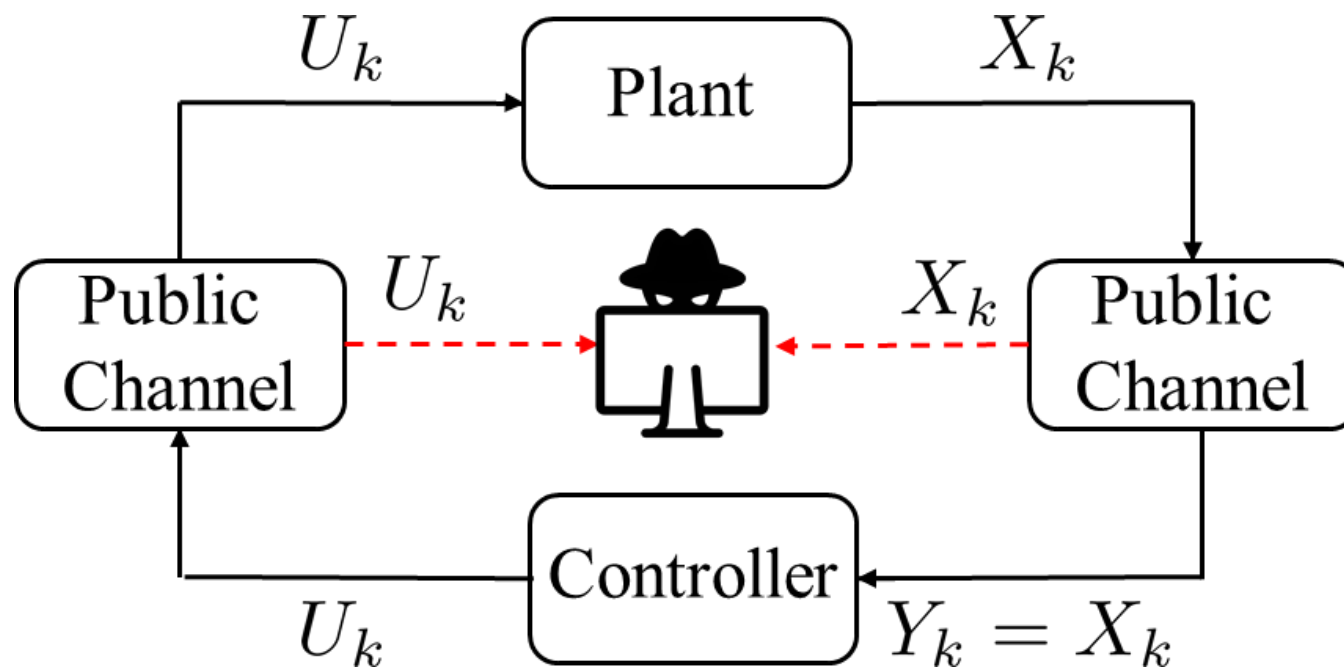 U_k
Plant
X_k
Public
Channel
U_k
X_k
Public
Channel
U_k
Controller
Y_k = X_k